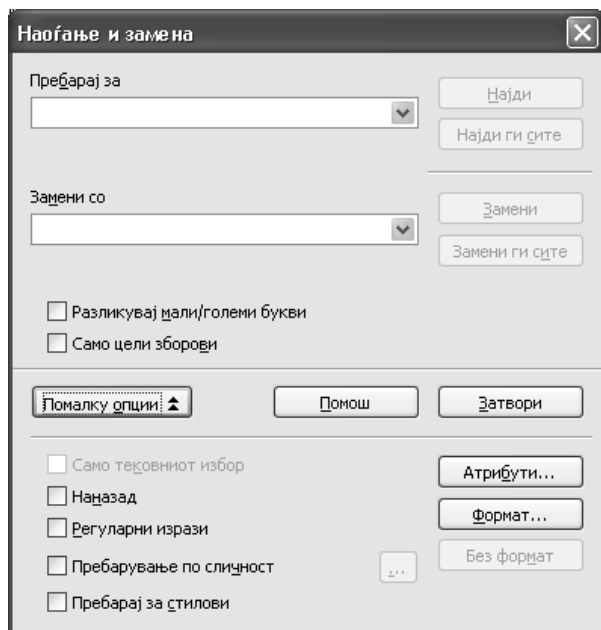 Наоѓање и замена
Пребарај за
Најди
Најди ги сите
Замени со
Замени
Замени ги сите
Разликувај мали/големи букви
Само цели зборови
Помалку опции
Помош
Затвори
Само тековниот избор
Атрибути...
Наназад
Формат...
Регуларни изрази
Без формат
Пребарување по сличност
...
Пребарај за стилови